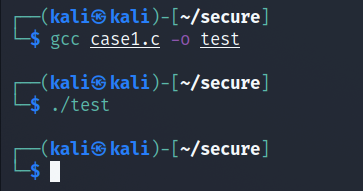 ┌──(kali㉿kali)-[~/secure]
└─$ gcc case1.c -o test
┌──(kali㉿kali)-[~/secure]
└─$ ./test
┌──(kali㉿kali)-[~/secure]
└─$